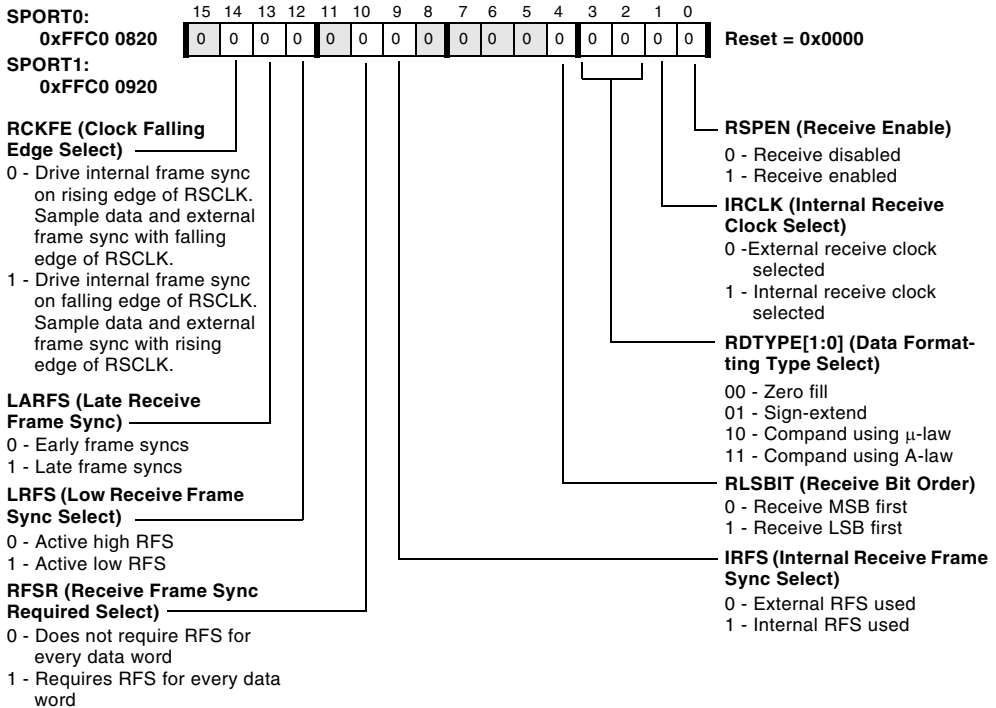 SPORT0:
0xFFC0 0820
SPORT1:
0xFFC0 0920
15 14 13 12 11 10 9 8 7 6 5 4 3 2 1 0
0 0 0 0 0 0 0 0 0 0 0 0 0 0 0 0
Reset = 0x0000
RCKFE (Clock Falling
Edge Select)
0 - Drive internal frame sync
on rising edge of RSCLK.
Sample data and external
frame sync with falling
edge of RSCLK.
1 - Drive internal frame sync
on falling edge of RSCLK.
Sample data and external
frame sync with rising
edge of RSCLK.
LARFS (Late Receive
Frame Sync)
0 - Early frame syncs
1 - Late frame syncs
LRFS (Low Receive Frame
Sync Select)
0 - Active high RFS
1 - Active low RFS
RFSR (Receive Frame Sync
Required Select)
0 - Does not require RFS for
every data word
1 - Requires RFS for every data
word
RSPEN (Receive Enable)
0 - Receive disabled
1 - Receive enabled
IRCLK (Internal Receive
Clock Select)
0 -External receive clock
selected
1 - Internal receive clock
selected
RDTYPE[1:0] (Data Format-
ting Type Select)
00 - Zero fill
01 - Sign-extend
10 - Compand using μ-law
11 - Compand using A-law
RLSBIT (Receive Bit Order)
0 - Receive MSB first
1 - Receive LSB first
IRFS (Internal Receive Frame
Sync Select)
0 - External RFS used
1 - Internal RFS used